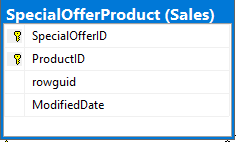 SpecialOfferProduct (Sales)
SpecialOfferID
ProductID
rowguid
ModifiedDate